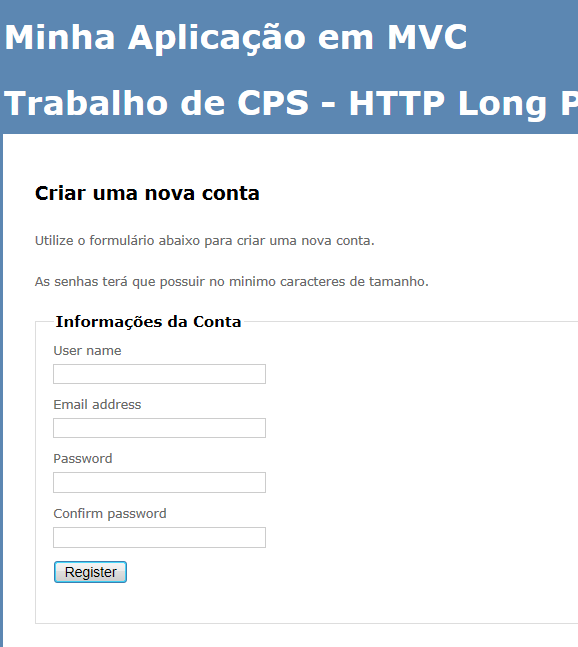 Minha Aplicação em MVC
Trabalho de CPS - HTTP Long P
Criar uma nova conta
Utilize o formulário abaixo para criar uma nova conta.
As senhas terá que possuir no minimo caracteres de tamanho.
Informações da Conta
User name
Email address
Password
Confirm password
Register